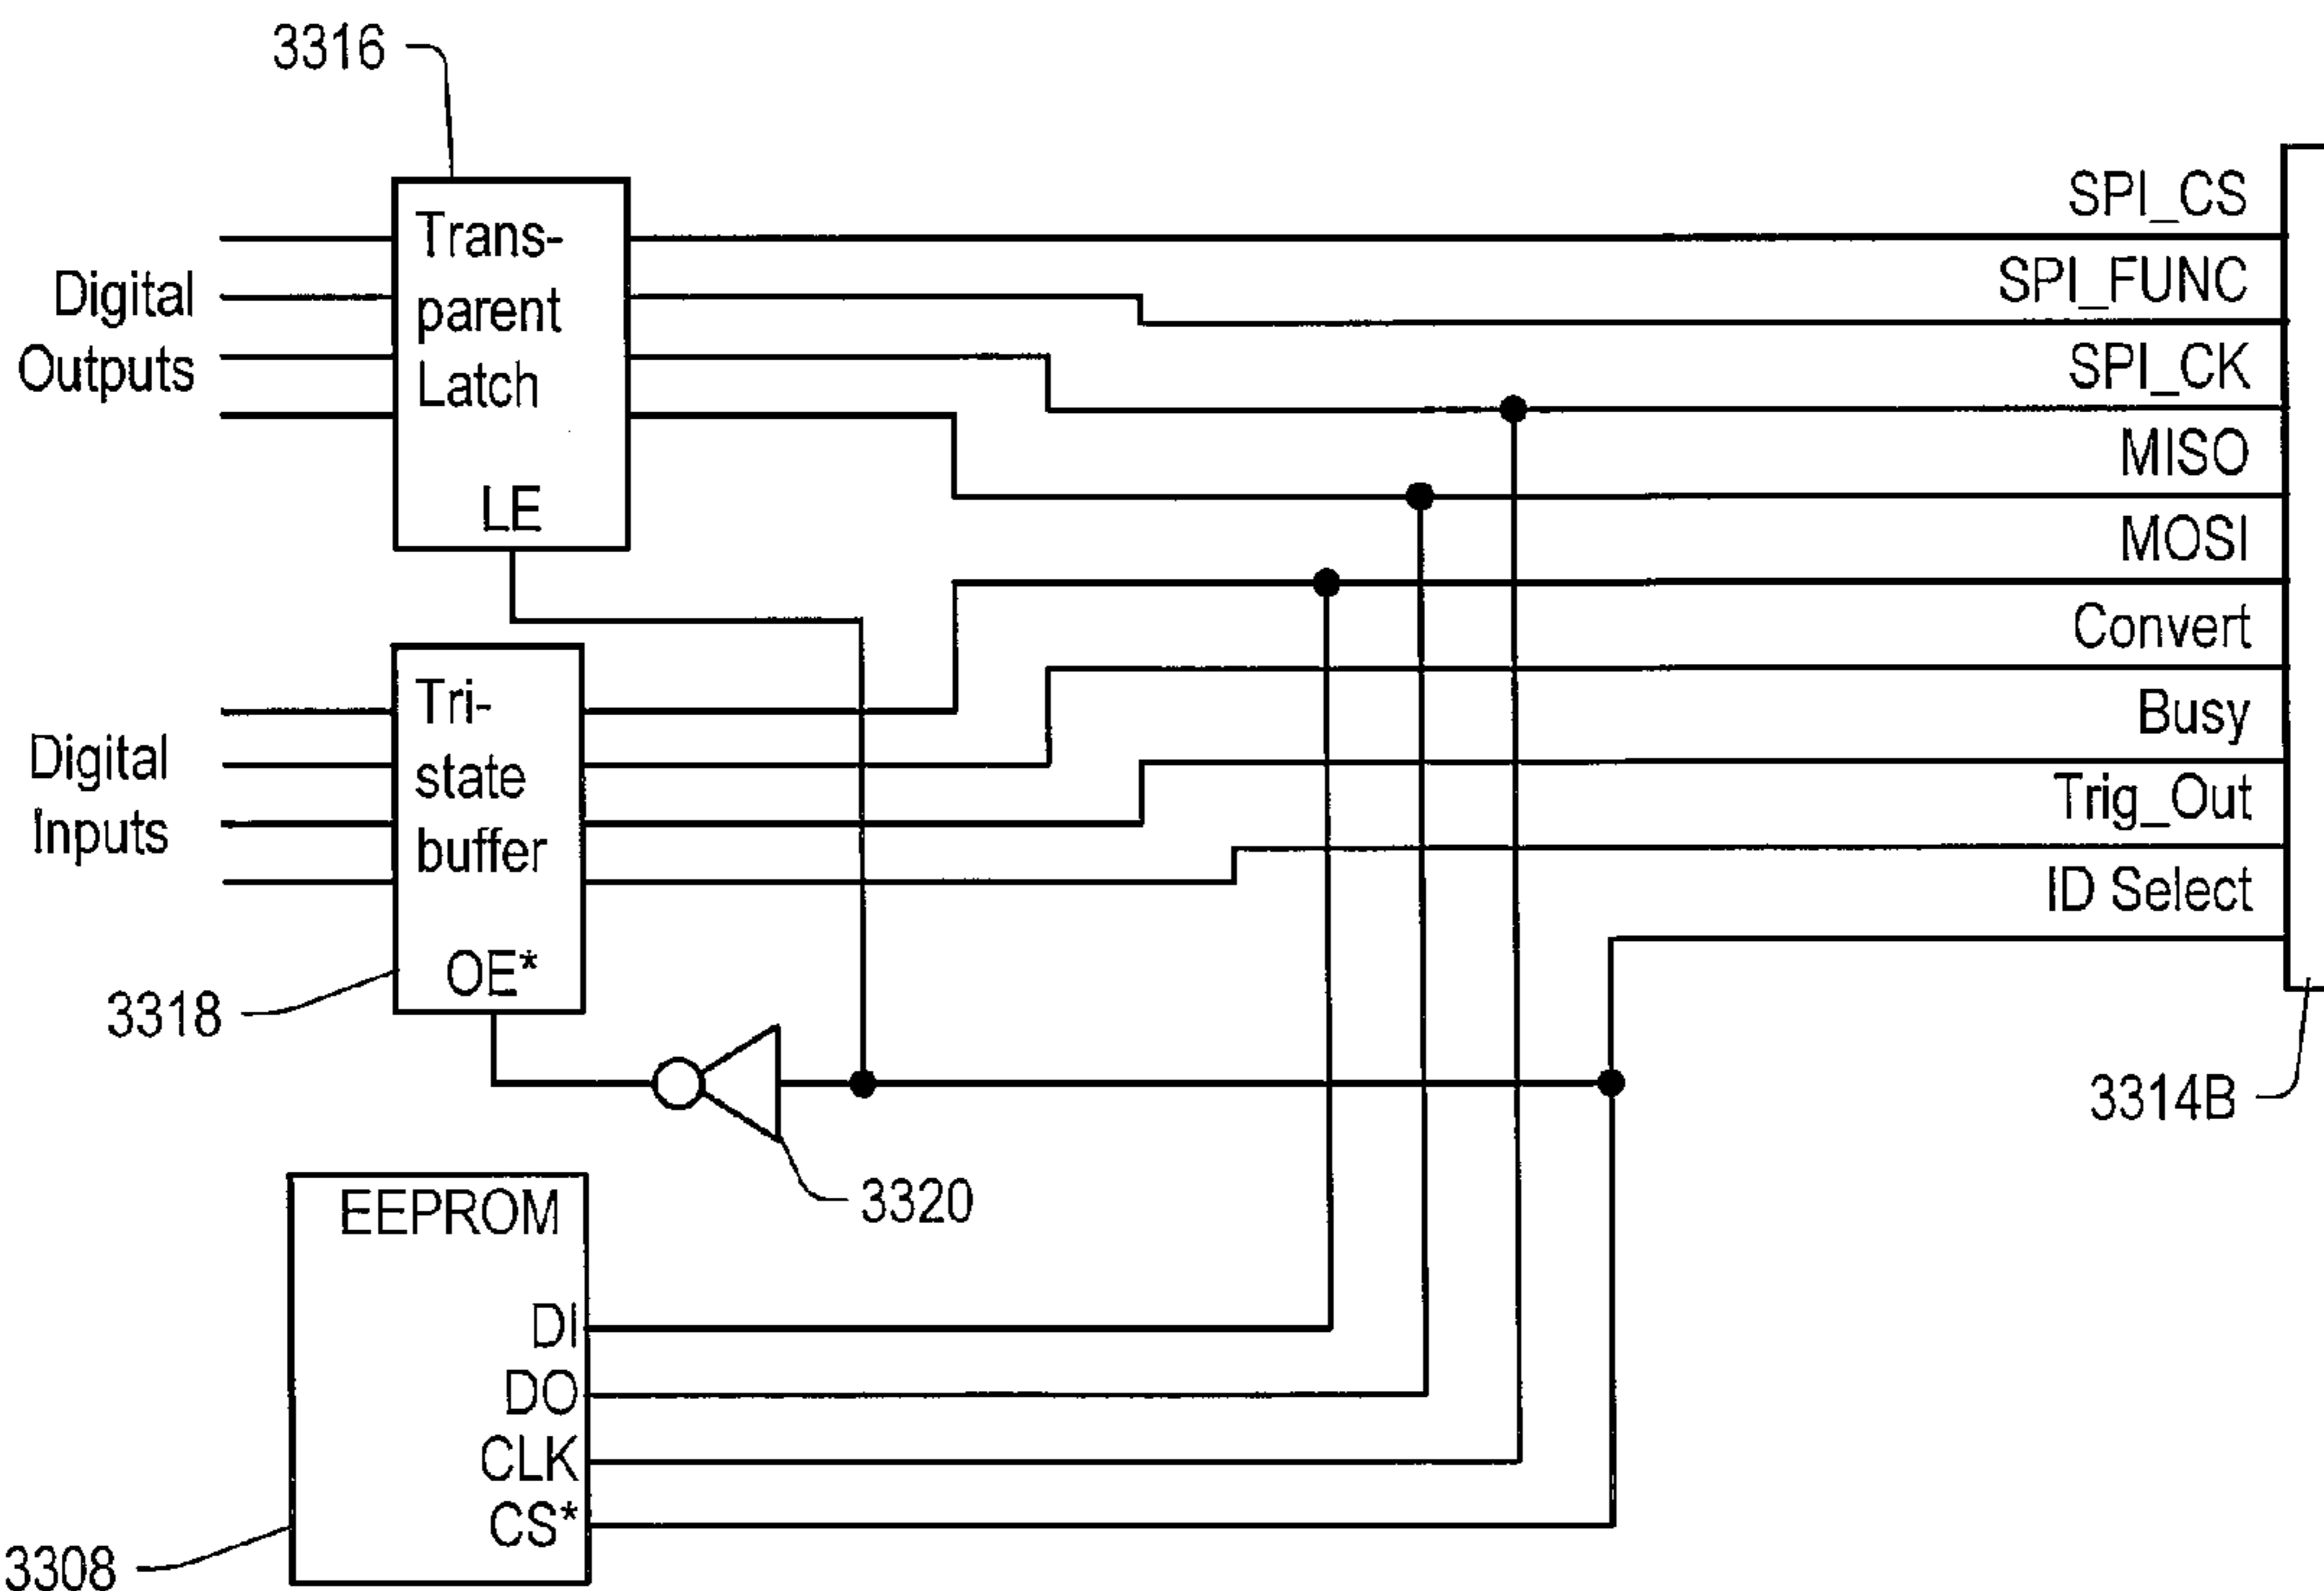 3316
Trans-
parent
Latch
LE
Digital
Outputs
SPI_CS
SPI_FUNC
SPI_CK
MISO
MOSI
Convert
Busy
Trig_Out
ID Select
Tri-
state
buffer
OE*
Digital
Inputs
3318
3314B
3320
EEPROM
DI
DO
CLK
CS*
3308